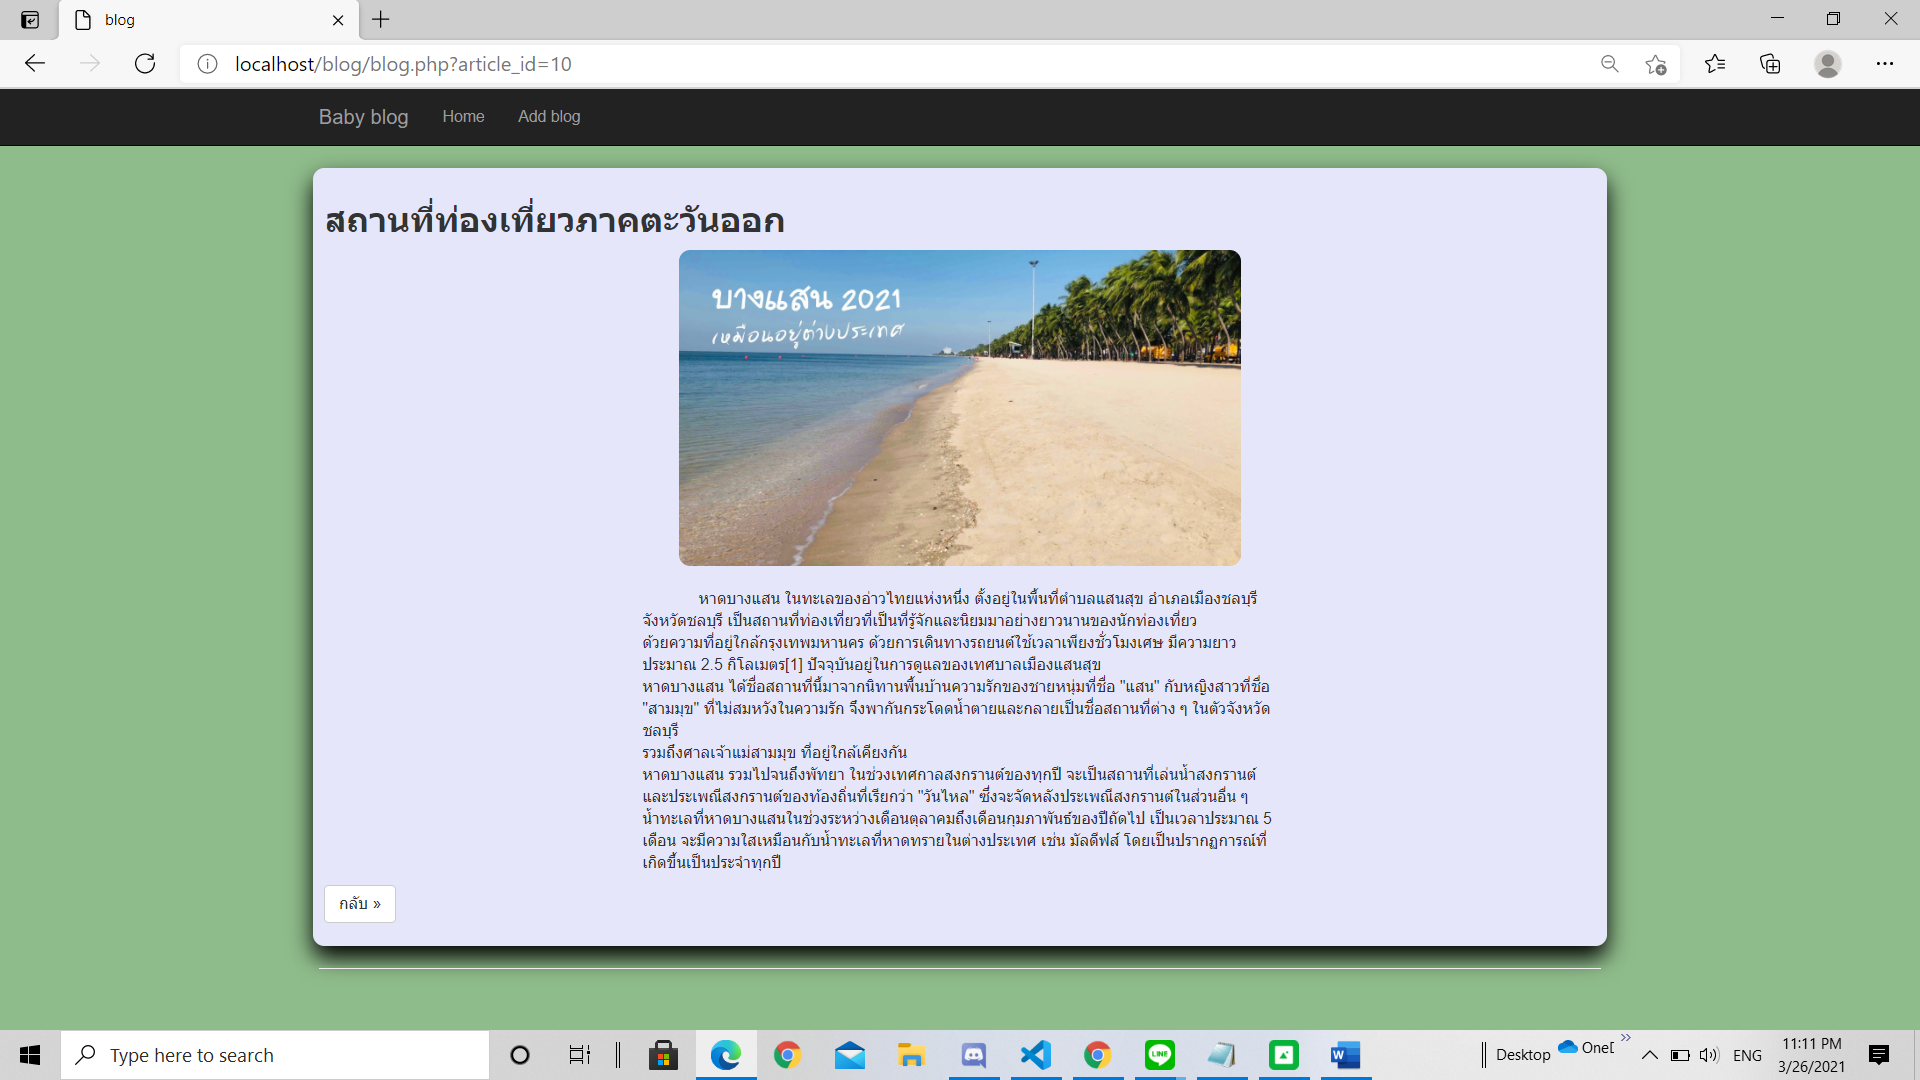 blog
localhost/blog/blog.php?article_id=10
Baby blog
Home
Add blog
สถานที่ท่องเที่ยวภาคตะวันออก
บางแสน 2021
เหมือนอยู่ต่างประเทศ
หาดบางแสน ในทะเลของอ่าวไทยแห่งหนึ่ง ตั้งอยู่ในพื้นที่ตำบลแสนสุข อำเภอเมืองชลบุรี
จังหวัดชลบุรี เป็นสถานที่ท่องเที่ยวที่เป็นที่รู้จักและนิยมมาอย่างยาวนานของนักท่องเที่ยว
ด้วยความที่อยู่ใกล้กรุงเทพมหานคร ด้วยการเดินทางรถยนต์ใช้เวลาเพียงชั่วโมงเศษ มีความยาว
ประมาณ 2.5 กิโลเมตร[1] ปัจจุบันอยู่ในการดูแลของเทศบาลเมืองแสนสุข
หาดบางแสน ได้ชื่อสถานที่นี้มาจากนิทานพื้นบ้านความรักของชายหนุ่มที่ชื่อ "แสน" กับหญิงสาวที่ชื่อ
"สามมุข" ที่ไม่สมหวังในความรัก จึงพากันกระโดดน้ำตายและกลายเป็นชื่อสถานที่ต่าง ๆ ในตัวจังหวัด
ชลบุรี
รวมถึงศาลเจ้าแม่สามมุข ที่อยู่ใกล้เคียงกัน
หาดบางแสน รวมไปจนถึงพัทยา ในช่วงเทศกาลสงกรานต์ของทุกปี จะเป็นสถานที่เล่นน้ำสงกรานต์
และประเพณีสงกรานต์ของท้องถิ่นที่เรียกว่า "วันไหล" ซึ่งจะจัดหลังประเพณีสงกรานต์ในส่วนอื่น ๆ
น้ำทะเลที่หาดบางแสนในช่วงระหว่างเดือนตุลาคมถึงเดือนกุมภาพันธ์ของปีถัดไป เป็นเวลาประมาณ 5
เดือน จะมีความใสเหมือนกับน้ำทะเลที่หาดทรายในต่างประเทศ เช่น มัลดีฟส์ โดยเป็นปรากฏการณ์ที่
เกิดขึ้นเป็นประจำทุกปี
กลับ »
Type here to search
Desktop
OneD
ENG
11:11 PM
3/26/2021